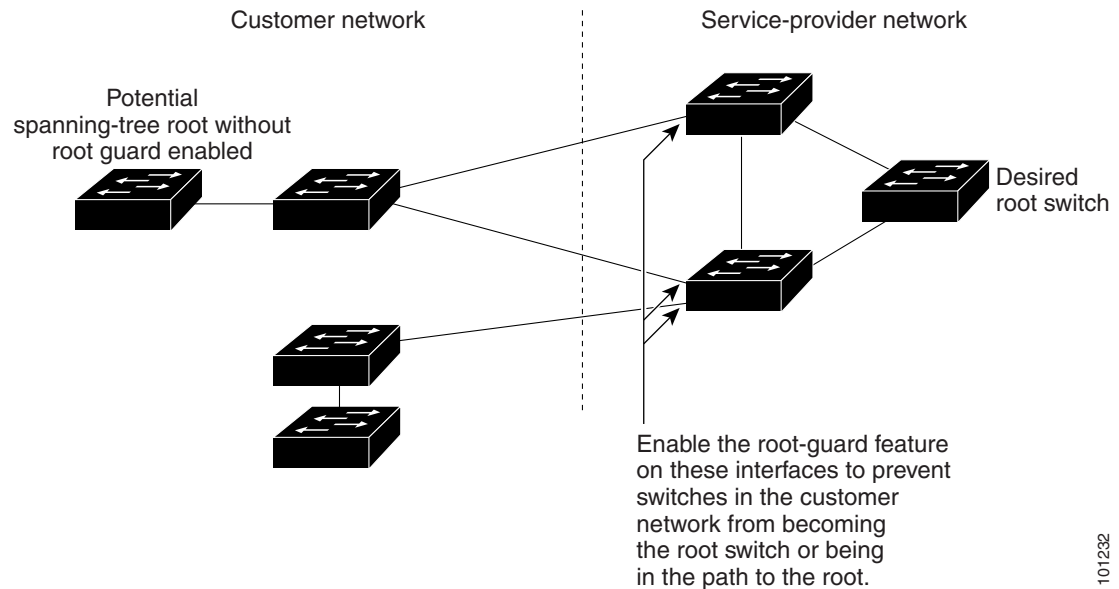 Customer network
Service-provider network
Potential
spanning-tree root without
root guard enabled
Desired
root switch
Enable the root-guard feature
on these interfaces to prevent
switches in the customer
network from becoming
the root switch or being
in the path to the root.
101232